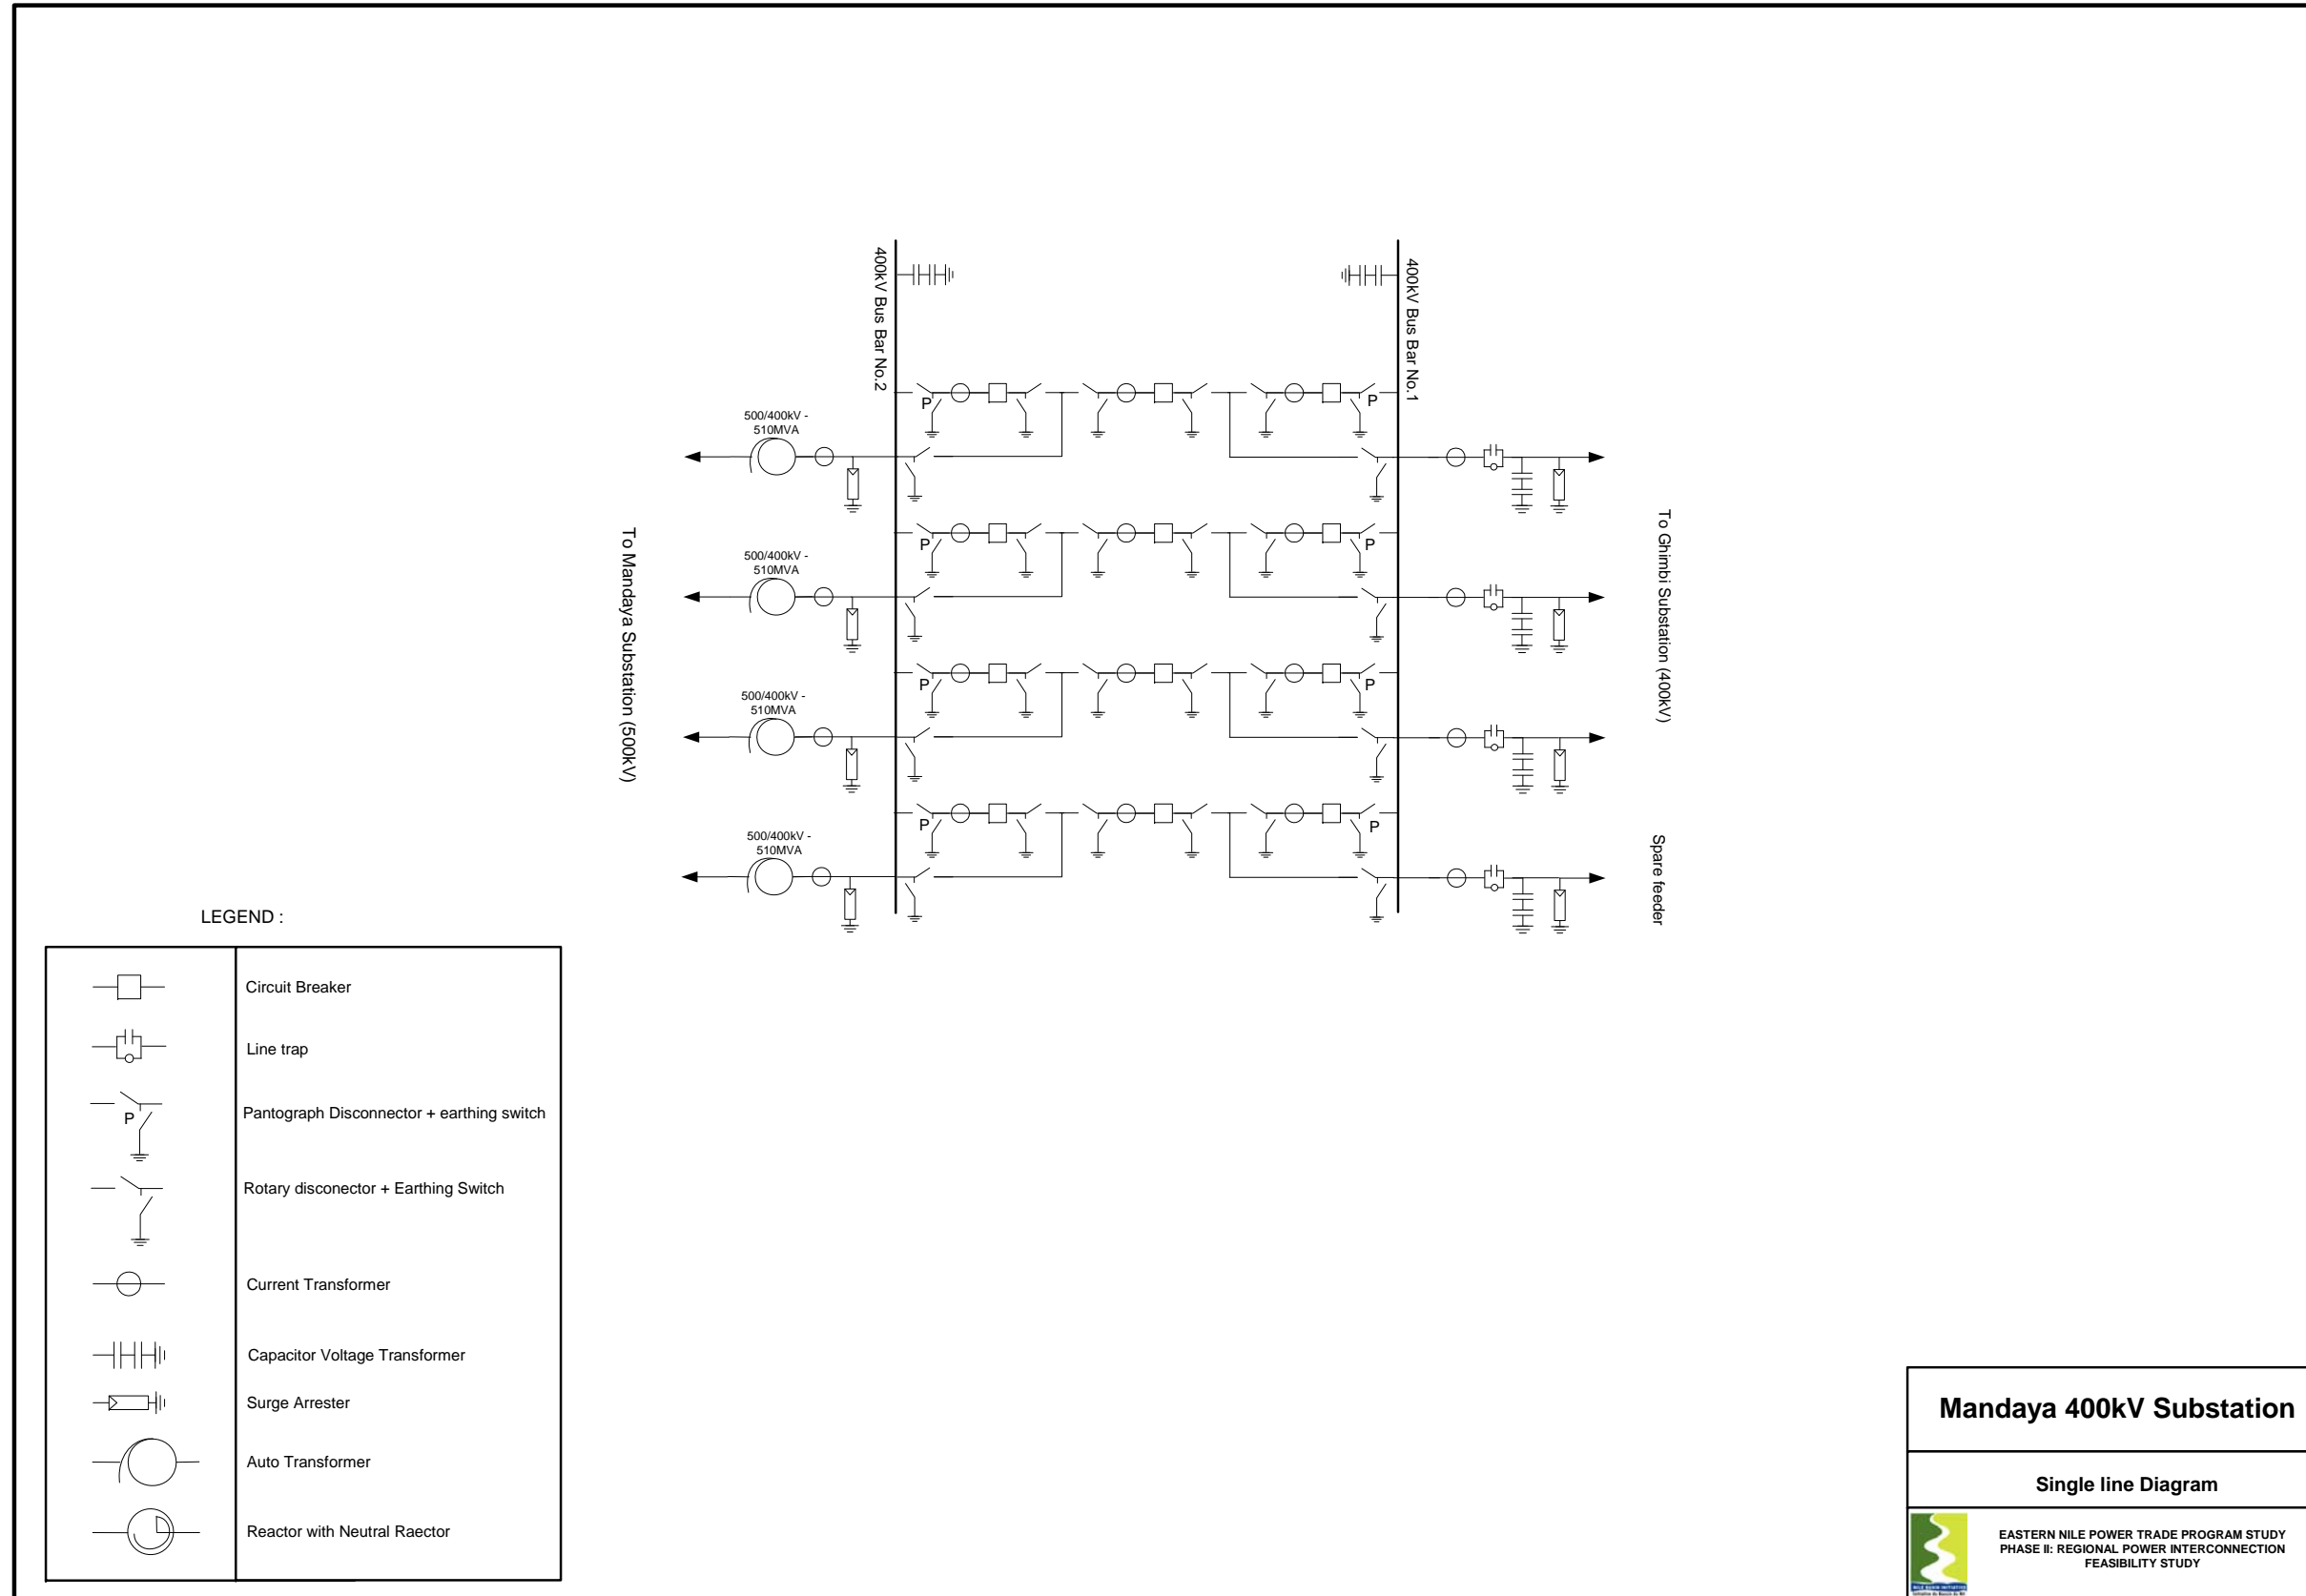 400kV Bus Bar No.2
400kV Bus Bar No.1
P
P
500/400kV -
510MVA
P
P
500/400kV -
510MVA
To Mandaya Substation (500kV)
To Ghimbi Substation (400kV)
P
P
500/400kV -
510MVA
P
P
500/400kV -
510MVA
Spare feeder
LEGEND :
Circuit Breaker
Line trap
P
Pantograph Disconnector + earthing switch
Rotary disconector + Earthing Switch
Current Transformer
Capacitor Voltage Transformer
Surge Arrester
Auto Transformer
Reactor with Neutral Raector
Mandaya 400kV Substation
Single line Diagram
EASTERN NILE POWER TRADE PROGRAM STUDY
PHASE II: REGIONAL POWER INTERCONNECTION
FEASIBILITY STUDY
NILE BASIN INITIATIVE